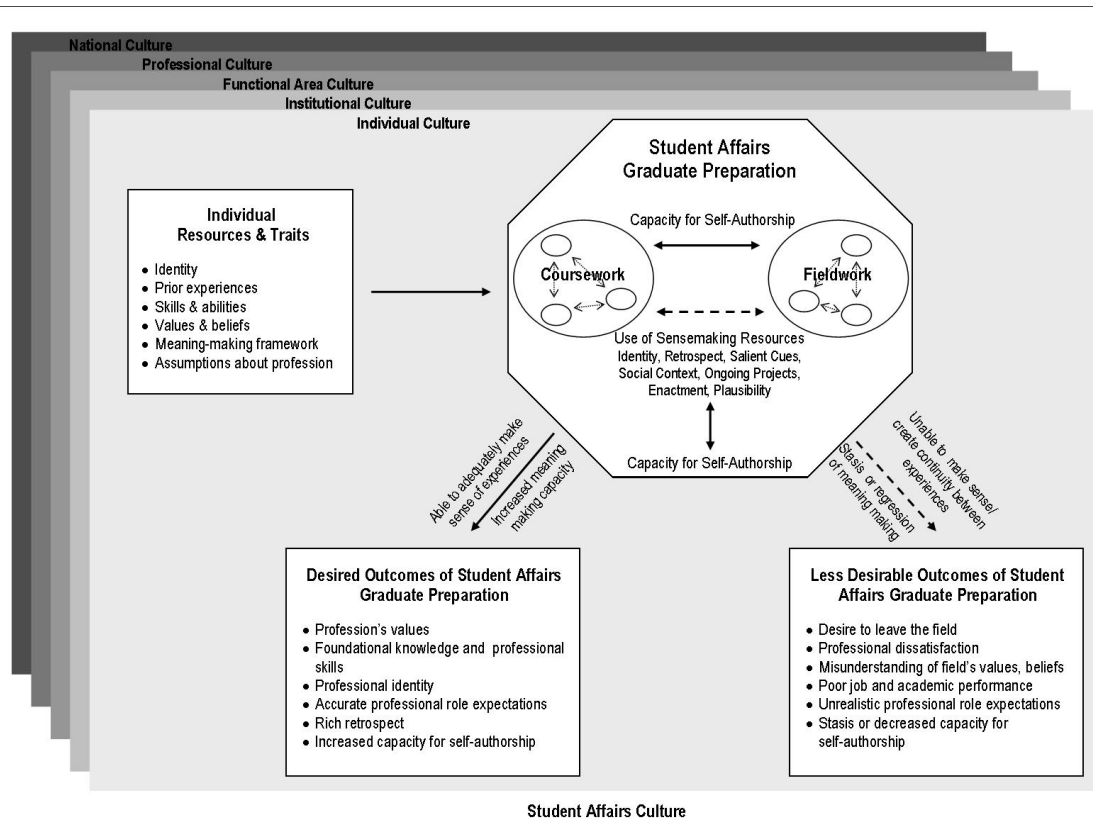 National Culture
Professional Culture
Functional Area Culture
Institutional Culture
Individual Culture
Student Affairs
Graduate Preparation
Individual
Resources & Traits
● Identity
● Prior experiences
● Skills & abilities
● Values & beliefs
● Meaning-making framework
● Assumptions about profession
Capacity for Self-Authorship
Coursework
Fieldwork
Use of Sensemaking Resources
Identity, Retrospect, Salient Cues,
Social Context, Ongoing Projects,
Enactment, Plausibility
Capacity for Self-Authorship
Able to adequately make
sense of experiences
Increased meaning
making capacity
Unable to make sense/
create continuity between
experiences
Stasis or regression
of meaning making
Desired Outcomes of Student Affairs
Graduate Preparation
● Profession's values
● Foundational knowledge and professional
skills
● Professional identity
● Accurate professional role expectations
● Rich retrospect
● Increased capacity for self-authorship
Less Desirable Outcomes of Student
Affairs Graduate Preparation
● Desire to leave the field
● Professional dissatisfaction
● Misunderstanding of field's values, beliefs
● Poor job and academic performance
● Unrealistic professional role expectations
● Stasis or decreased capacity for
self-authorship
Student Affairs Culture